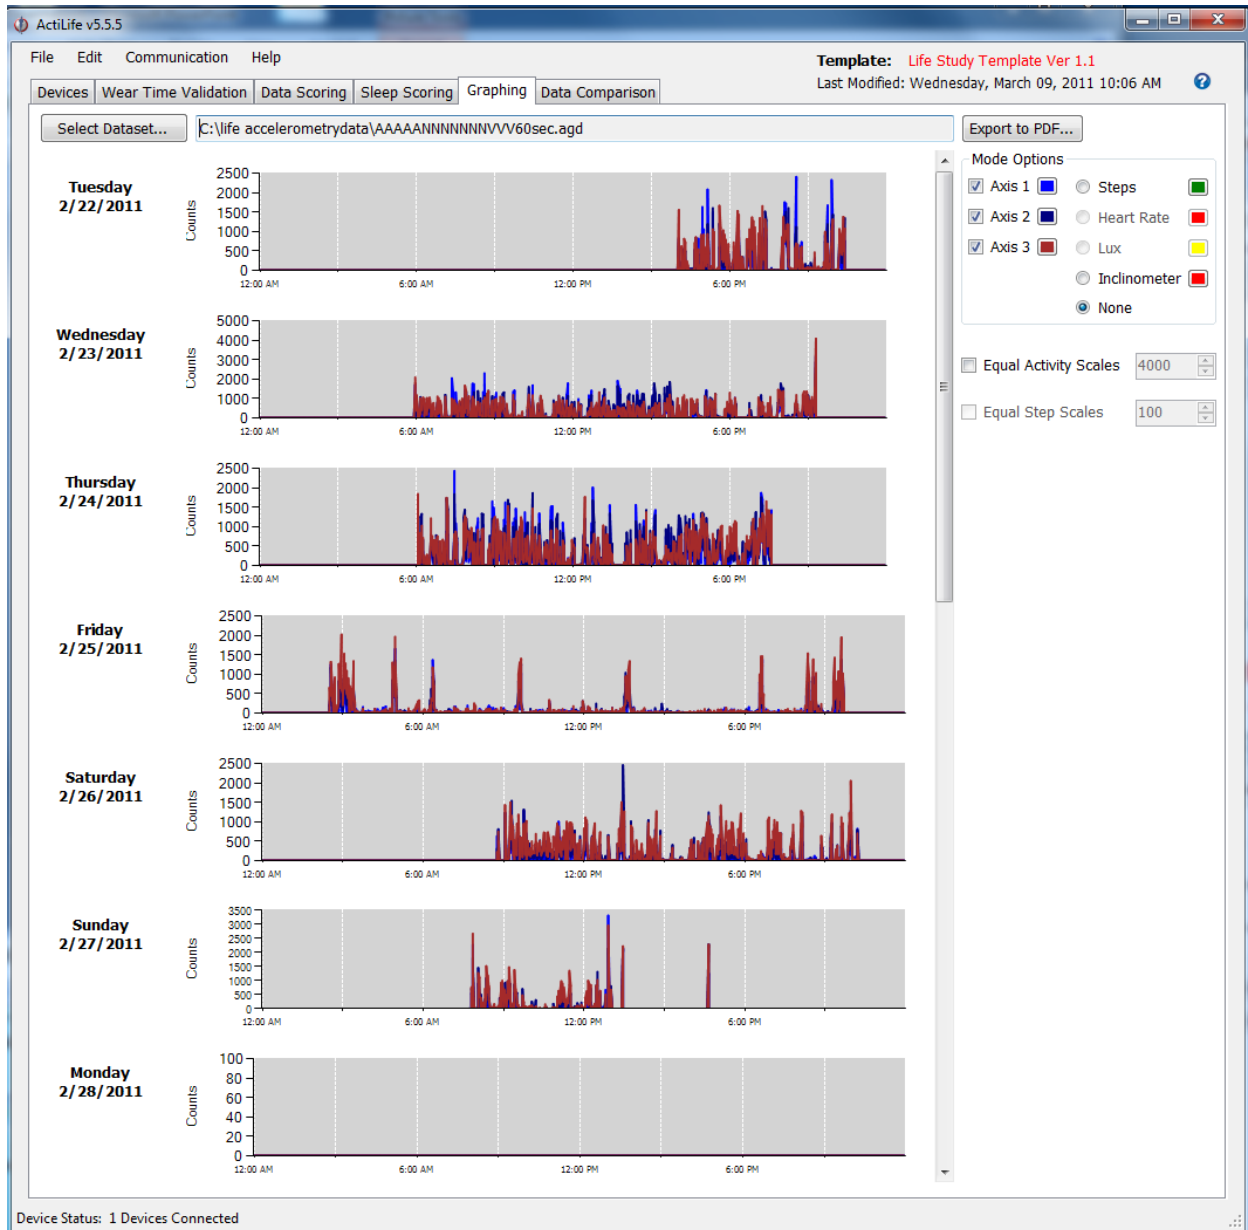 ActiLife v5.5.5
File Edit Communication Help
Template: Life Study Template Ver 1.1
Last Modified: Wednesday, March 09, 2011 10:06 AM
Devices Wear Time Validation Data Scoring Sleep Scoring Graphing Data Comparison
Select Dataset... C:\life accelerometrydata\AAAAANNNNNNNVVV60sec.agd Export to PDF...
Mode Options
Axis 1 Steps
Axis 2 Heart Rate
Axis 3 Lux
Inclinometer
None
Equal Activity Scales 4000
Equal Step Scales 100
Tuesday
2/22/2011
Counts
2500
2000
1500
1000
500
0
12:00 AM 6:00 AM 12:00 PM 6:00 PM
Wednesday
2/23/2011
Counts
5000
4000
3000
2000
1000
0
12:00 AM 6:00 AM 12:00 PM 6:00 PM
Thursday
2/24/2011
Counts
2500
2000
1500
1000
500
0
12:00 AM 6:00 AM 12:00 PM 6:00 PM
Friday
2/25/2011
Counts
2500
2000
1500
1000
500
0
12:00 AM 6:00 AM 12:00 PM 6:00 PM
Saturday
2/26/2011
Counts
2500
2000
1500
1000
500
0
12:00 AM 6:00 AM 12:00 PM 6:00 PM
Sunday
2/27/2011
Counts
3500
3000
2500
2000
1500
1000
500
0
12:00 AM 6:00 AM 12:00 PM 6:00 PM
Monday
2/28/2011
Counts
100
80
60
40
20
0
12:00 AM 6:00 AM 12:00 PM 6:00 PM
Device Status: 1 Devices Connected